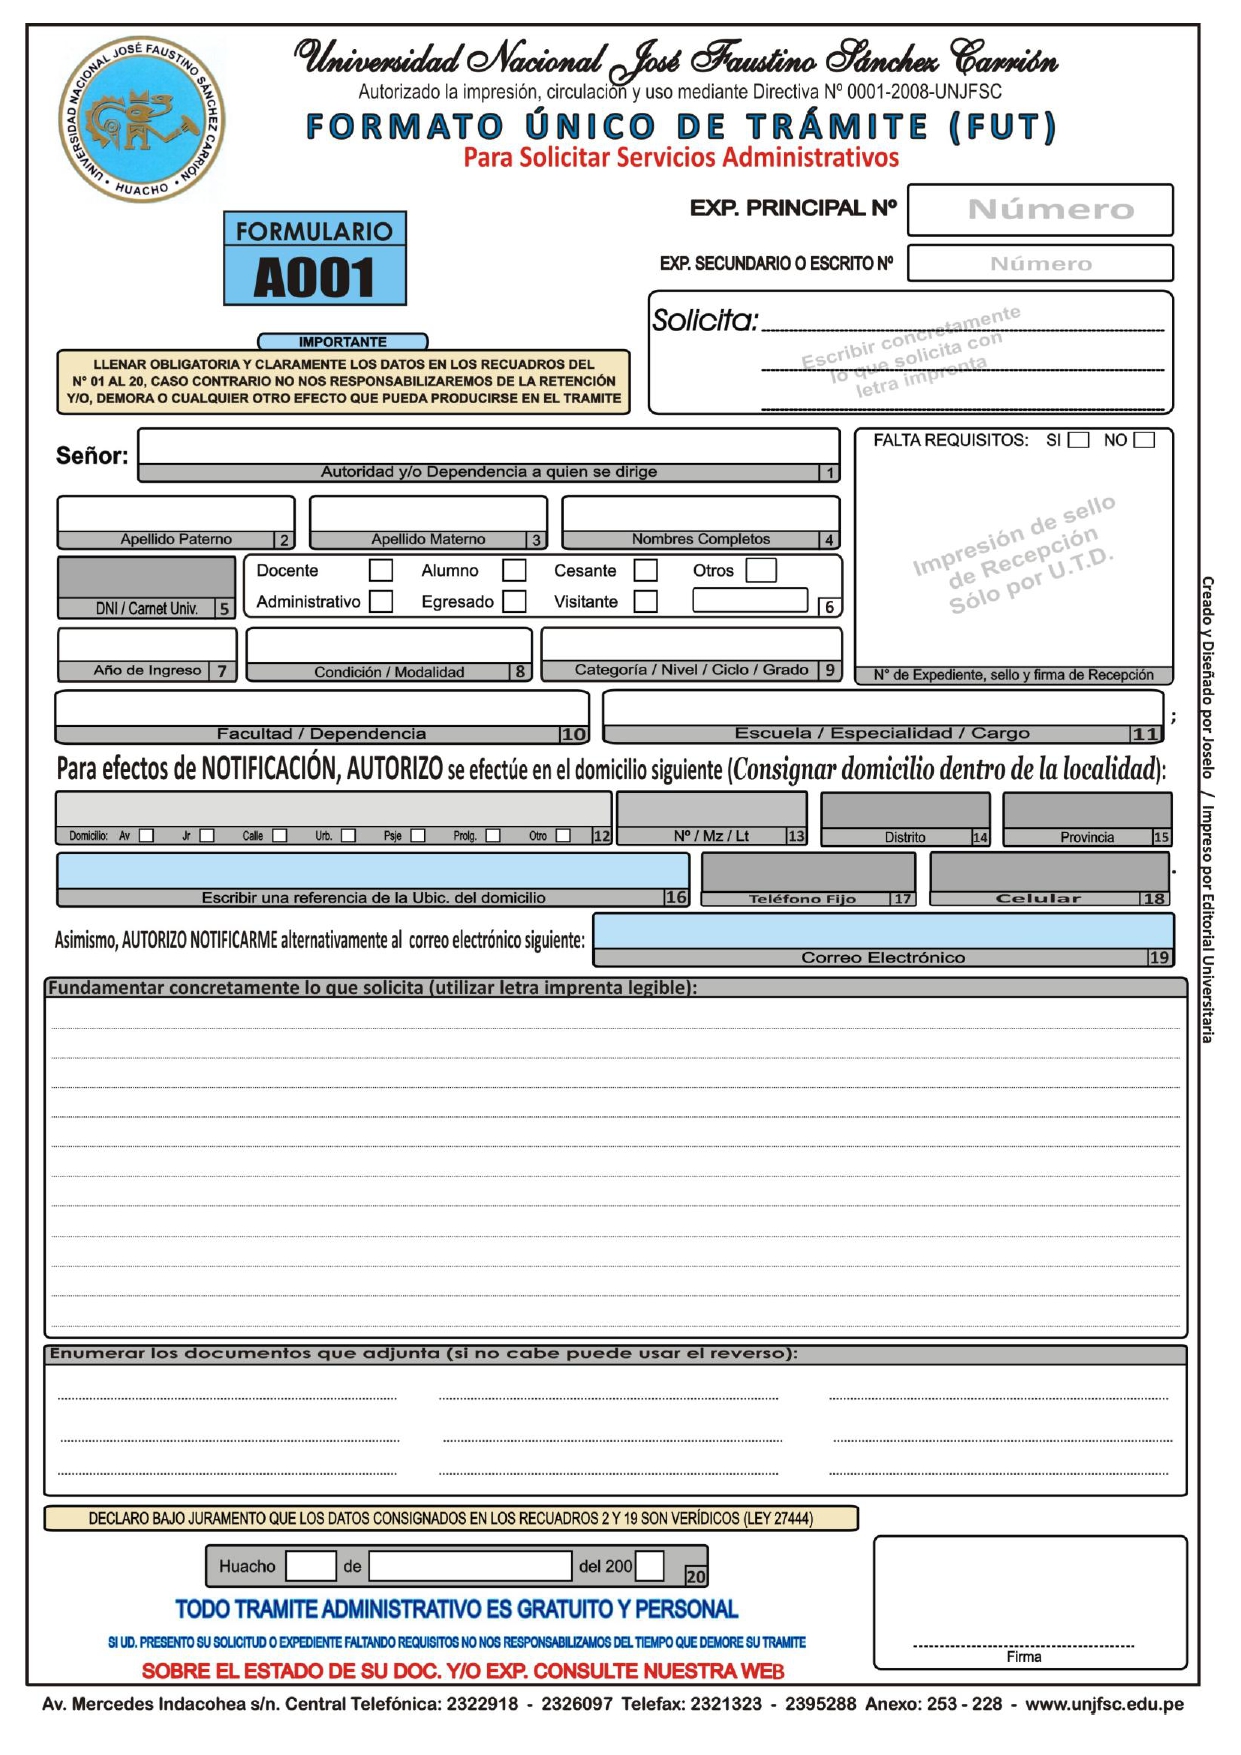 UNIVERSIDAD NACIONAL JOSÉ FAUSTINO SÁNCHEZ CARRIÓN
• HUACHO •
Universidad Nacional José Faustino Sánchez Carrión
Autorizado la impresión, circulación y uso mediante Directiva Nº 0001-2008-UNJFSC
FORMATO ÚNICO DE TRÁMITE (FUT)
Para Solicitar Servicios Administrativos
EXP. PRINCIPAL Nº Número
FORMULARIO
A001
EXP. SECUNDARIO O ESCRITO Nº Número
Solicita:
Escribir concretamente
lo que solicita con
letra imprenta
IMPORTANTE
LLENAR OBLIGATORIA Y CLARAMENTE LOS DATOS EN LOS RECUADROS DEL
N° 01 AL 20, CASO CONTRARIO NO NOS RESPONSABILIZAREMOS DE LA RETENCIÓN
Y/O, DEMORA O CUALQUIER OTRO EFECTO QUE PUEDA PRODUCIRSE EN EL TRAMITE
Señor:
Autoridad y/o Dependencia a quien se dirige 1
FALTA REQUISITOS: SI NO
Impresión de sello
de Recepción
Sólo por U.T.D.
N° de Expediente, sello y firma de Recepción
Apellido Paterno 2 Apellido Materno 3 Nombres Completos 4
Docente Alumno Cesante Otros
DNI / Carnet Univ. 5 Administrativo Egresado Visitante 6
Año de Ingreso 7 Condición / Modalidad 8 Categoría / Nivel / Ciclo / Grado 9
Facultad / Dependencia 10 Escuela / Especialidad / Cargo 11 ;
Para efectos de NOTIFICACIÓN, AUTORIZO se efectúe en el domicilio siguiente (Consignar domicilio dentro de la localidad):
Domicilio: Av Jr Calle Urb. Psje Prolg. Otro 12 Nº / Mz / Lt 13 Distrito 14 Provincia 15
Escribir una referencia de la Ubic. del domicilio 16 Teléfono Fijo 17 Celular 18 .
Asimismo, AUTORIZO NOTIFICARME alternativamente al correo electrónico siguiente:
Correo Electrónico 19
Fundamentar concretamente lo que solicita (utilizar letra imprenta legible):
Enumerar los documentos que adjunta (si no cabe puede usar el reverso):
DECLARO BAJO JURAMENTO QUE LOS DATOS CONSIGNADOS EN LOS RECUADROS 2 Y 19 SON VERÍDICOS (LEY 27444)
Huacho de del 200 20
TODO TRAMITE ADMINISTRATIVO ES GRATUITO Y PERSONAL
SI UD. PRESENTO SU SOLICITUD O EXPEDIENTE FALTANDO REQUISITOS NO NOS RESPONSABILIZAMOS DEL TIEMPO QUE DEMORE SU TRAMITE
SOBRE EL ESTADO DE SU DOC. Y/O EXP. CONSULTE NUESTRA WEB
Firma
Av. Mercedes Indacohea s/n. Central Telefónica: 2322918 - 2326097 Telefax: 2321323 - 2395288 Anexo: 253 - 228 - www.unjfsc.edu.pe
Creado y Diseñado por Joselo / Impreso por Editorial Universitaria